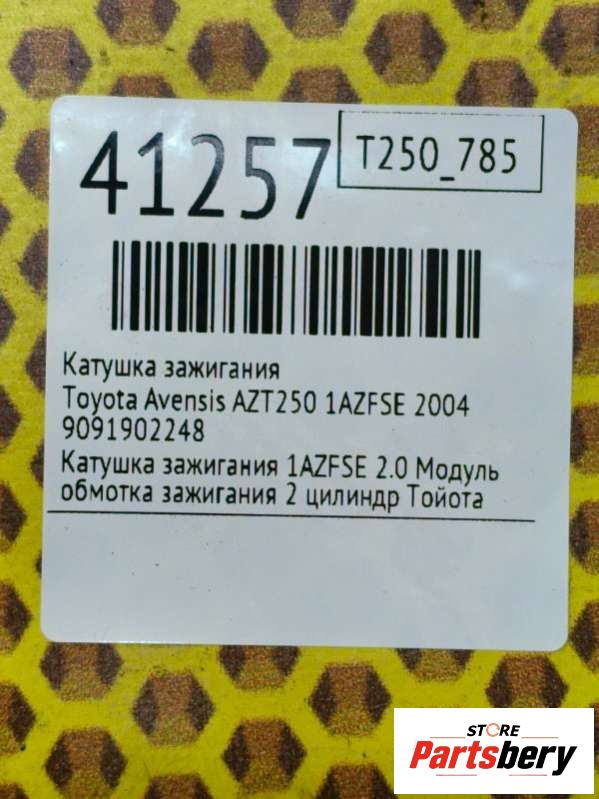 41257
T250_785
Катушка зажигания
Toyota Avensis AZT250 1AZFSE 2004
9091902248
Катушка зажигания 1AZFSE 2.0 Модуль
обмотка зажигания 2 цилиндр Тойота
STORE
Partsbery